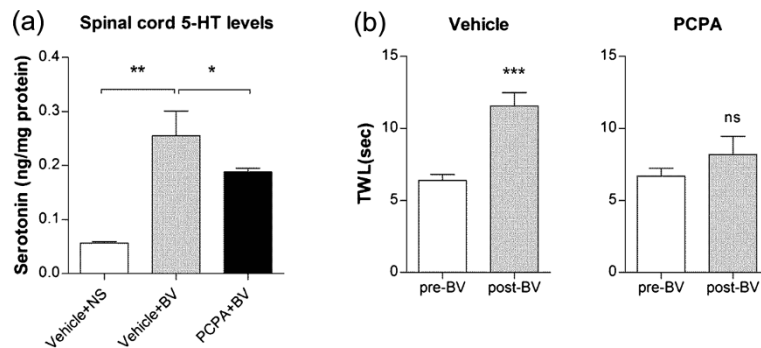 (a)
Spinal cord 5-HT levels
Serotonin (ng/mg protein)
0.4
0.3
0.2
0.1
0.0
**
*
Vehicle+NS
Vehicle+BV
PCPA+BV
(b)
Vehicle
TWL(sec)
15
10
5
0
***
pre-BV
post-BV
PCPA
15
10
5
0
ns
pre-BV
post-BV